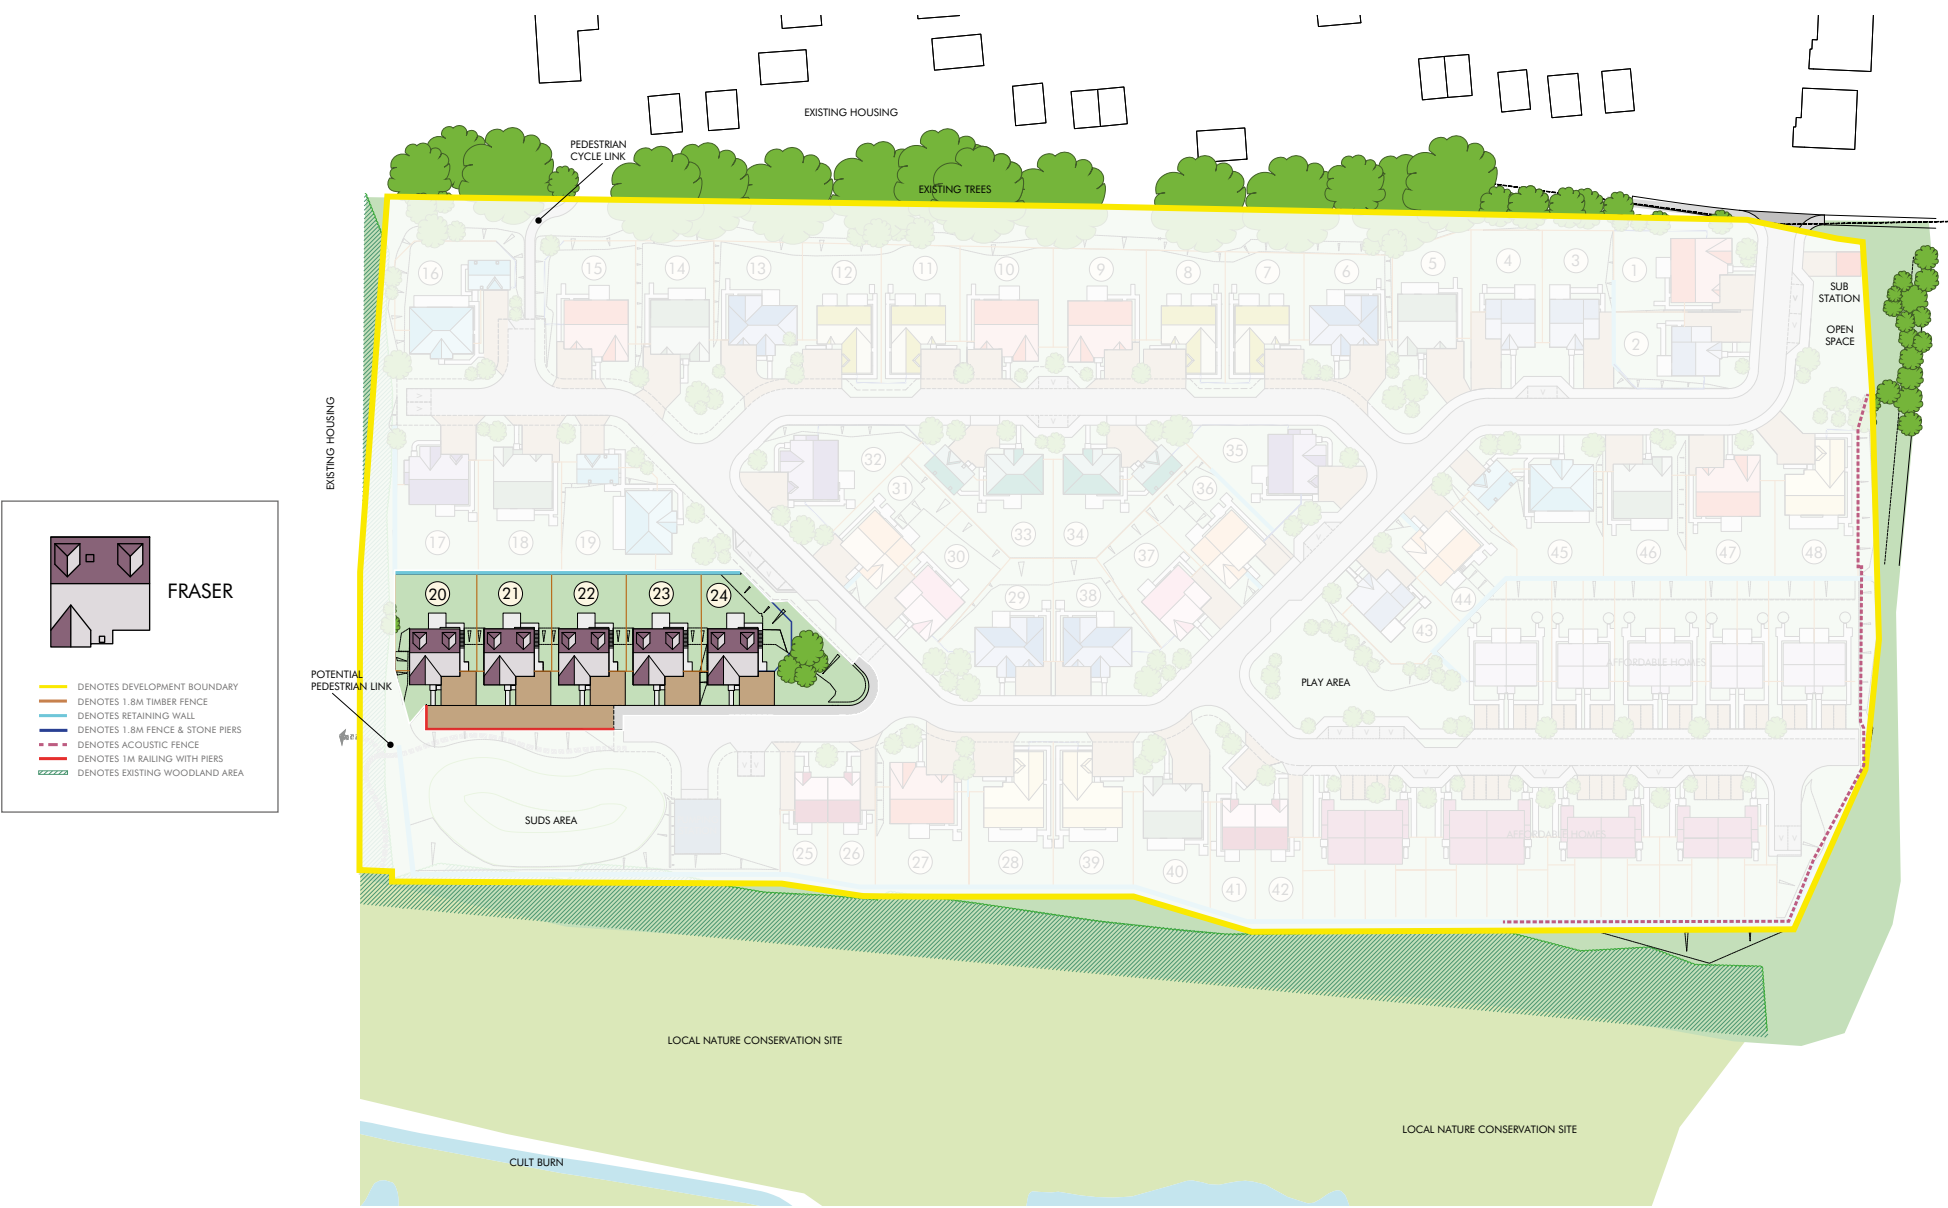 EXISTING HOUSING
PEDESTRIAN
CYCLE LINK
EXISTING TREES
16
15
14
13
12
11
10
9
8
7
6
5
4
3
1
2
SUB
STATION
OPEN
SPACE
EXISTING HOUSING
32
31
35
36
17
18
19
30
33
34
37
45
46
47
48
FRASER
20
21
22
23
24
29
38
44
43
AFFORDABLE HOMES
PLAY AREA
POTENTIAL
PEDESTRIAN LINK
DENOTES DEVELOPMENT BOUNDARY
DENOTES 1.8M TIMBER FENCE
DENOTES RETAINING WALL
DENOTES 1.8M FENCE & STONE PIERS
DENOTES ACOUSTIC FENCE
DENOTES 1M RAILING WITH PIERS
DENOTES EXISTING WOODLAND AREA
SUDS AREA
AFFORDABLE HOMES
25
26
27
28
39
40
41
42
LOCAL NATURE CONSERVATION SITE
LOCAL NATURE CONSERVATION SITE
CULT BURN